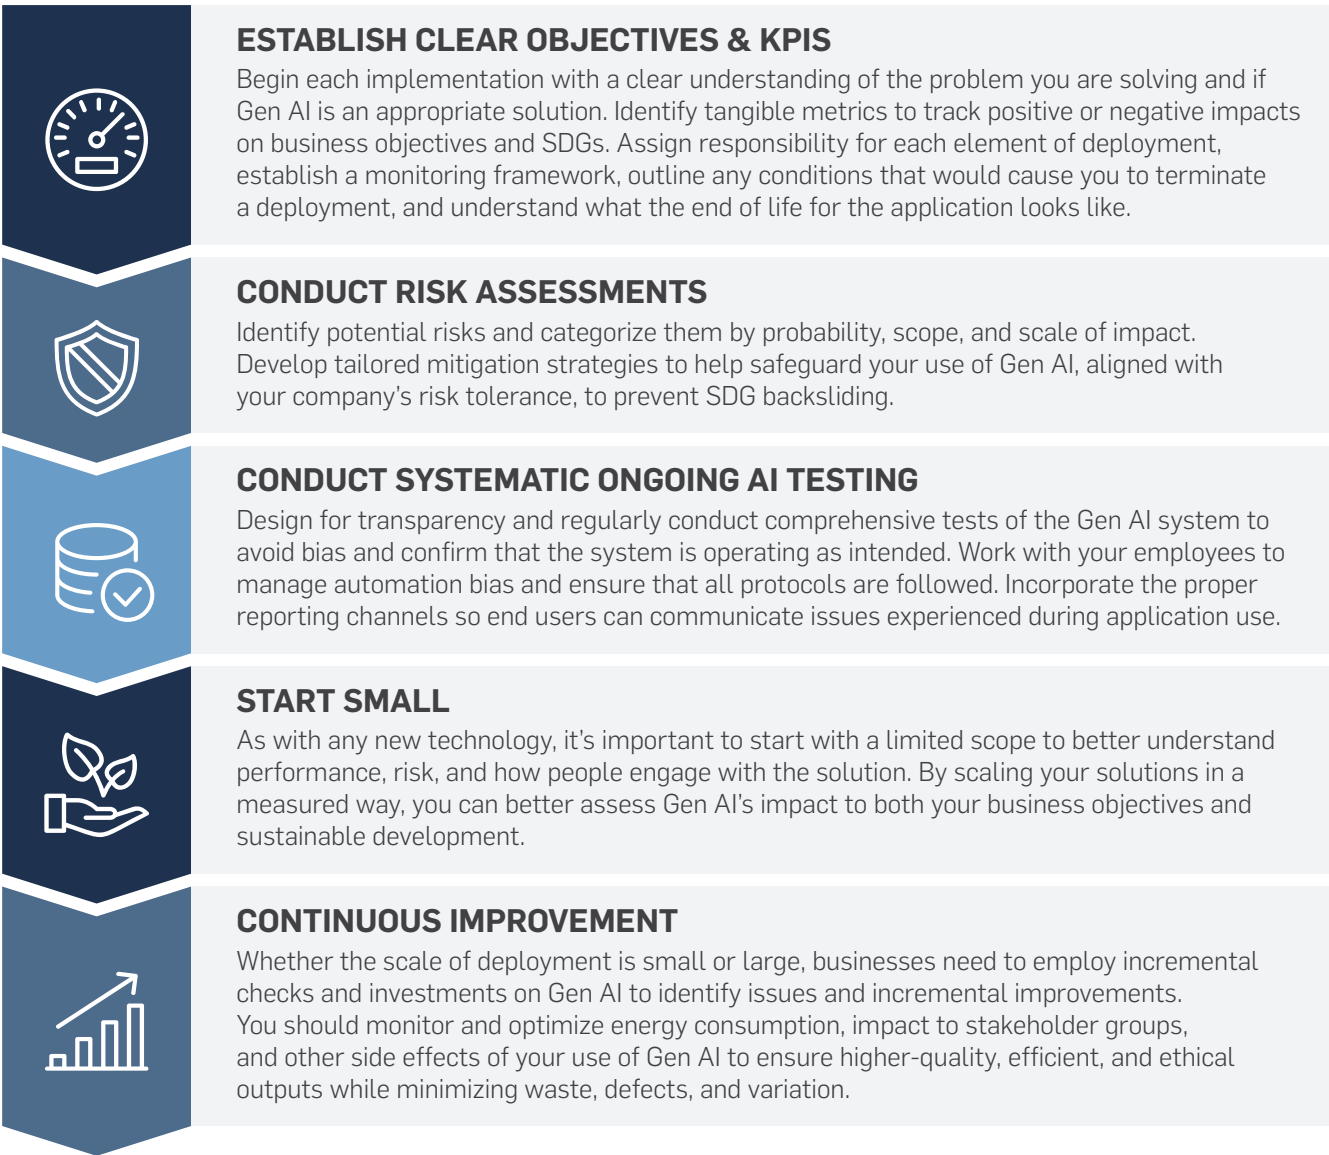 ESTABLISH CLEAR OBJECTIVES & KPIS
Begin each implementation with a clear understanding of the problem you are solving and if
Gen AI is an appropriate solution. Identify tangible metrics to track positive or negative impacts
on business objectives and SDGs. Assign responsibility for each element of deployment,
establish a monitoring framework, outline any conditions that would cause you to terminate
a deployment, and understand what the end of life for the application looks like.
CONDUCT RISK ASSESSMENTS
Identify potential risks and categorize them by probability, scope, and scale of impact.
Develop tailored mitigation strategies to help safeguard your use of Gen AI, aligned with
your company's risk tolerance, to prevent SDG backsliding.
CONDUCT SYSTEMATIC ONGOING AI TESTING
Design for transparency and regularly conduct comprehensive tests of the Gen AI system to
avoid bias and confirm that the system is operating as intended. Work with your employees to
manage automation bias and ensure that all protocols are followed. Incorporate the proper
reporting channels so end users can communicate issues experienced during application use.
START SMALL
As with any new technology, it's important to start with a limited scope to better understand
performance, risk, and how people engage with the solution. By scaling your solutions in a
measured way, you can better assess Gen AI's impact to both your business objectives and
sustainable development.
CONTINUOUS IMPROVEMENT
Whether the scale of deployment is small or large, businesses need to employ incremental
checks and investments on Gen AI to identify issues and incremental improvements.
You should monitor and optimize energy consumption, impact to stakeholder groups,
and other side effects of your use of Gen AI to ensure higher-quality, efficient, and ethical
outputs while minimizing waste, defects, and variation.